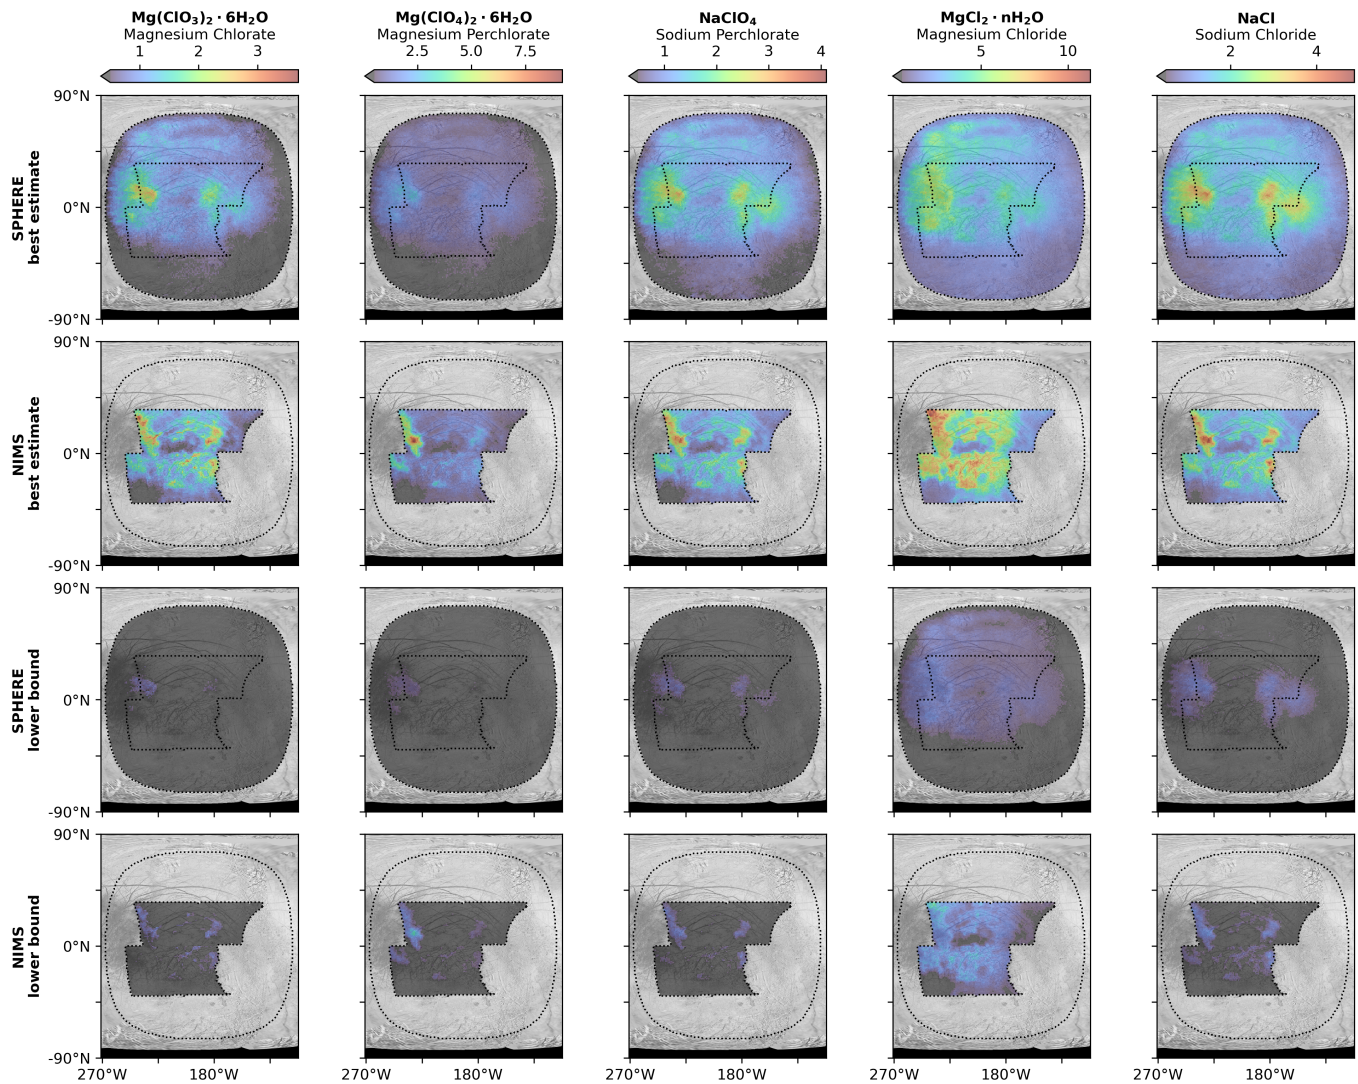 Mg(ClO₃)₂ · 6H₂O Mg(ClO₄)₂ · 6H₂O NaClO₄ MgCl₂ · nH₂O NaCl
Magnesium Chlorate Magnesium Perchlorate Sodium Perchlorate Magnesium Chloride Sodium Chloride
1 2 3 2.5 5.0 7.5 1 2 3 4 5 10 2 4
90°N
SPHERE
best estimate
0°N
-90°N
90°N
NIMS
best estimate
0°N
-90°N
90°N
SPHERE
lower bound
0°N
-90°N
90°N
NIMS
lower bound
0°N
-90°N
270°W 180°W 270°W 180°W 270°W 180°W 270°W 180°W 270°W 180°W